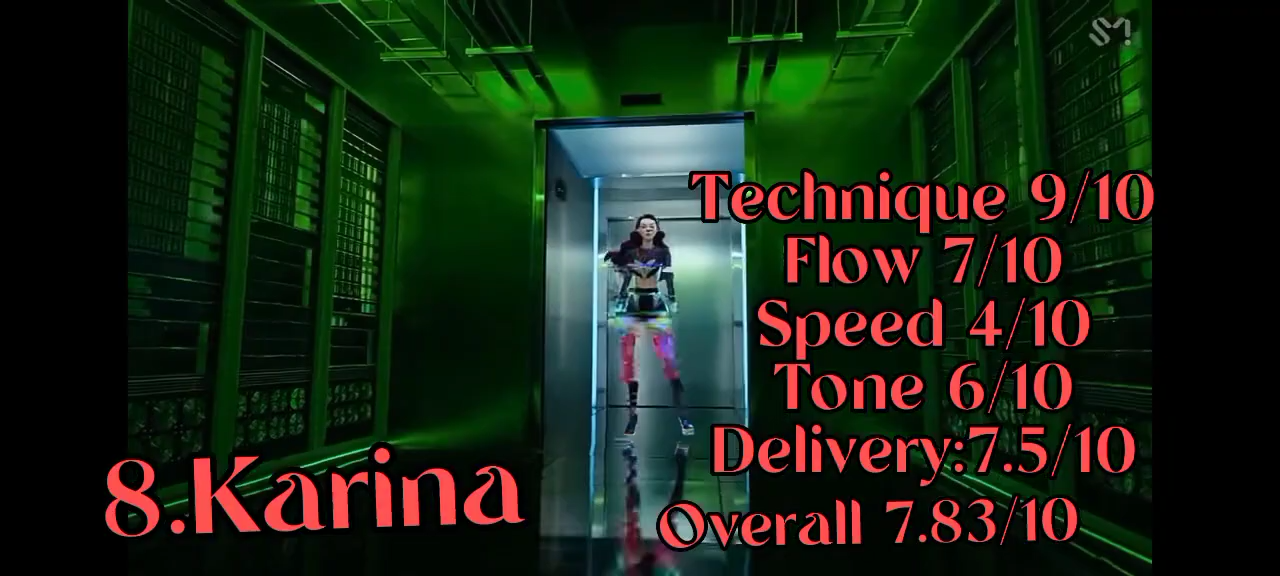 SM!
Technique 9/10
Flow 7/10
Speed 4/10
Tone 6/10
Delivery:7.5/10
8.Karina
Overall 7.83/10